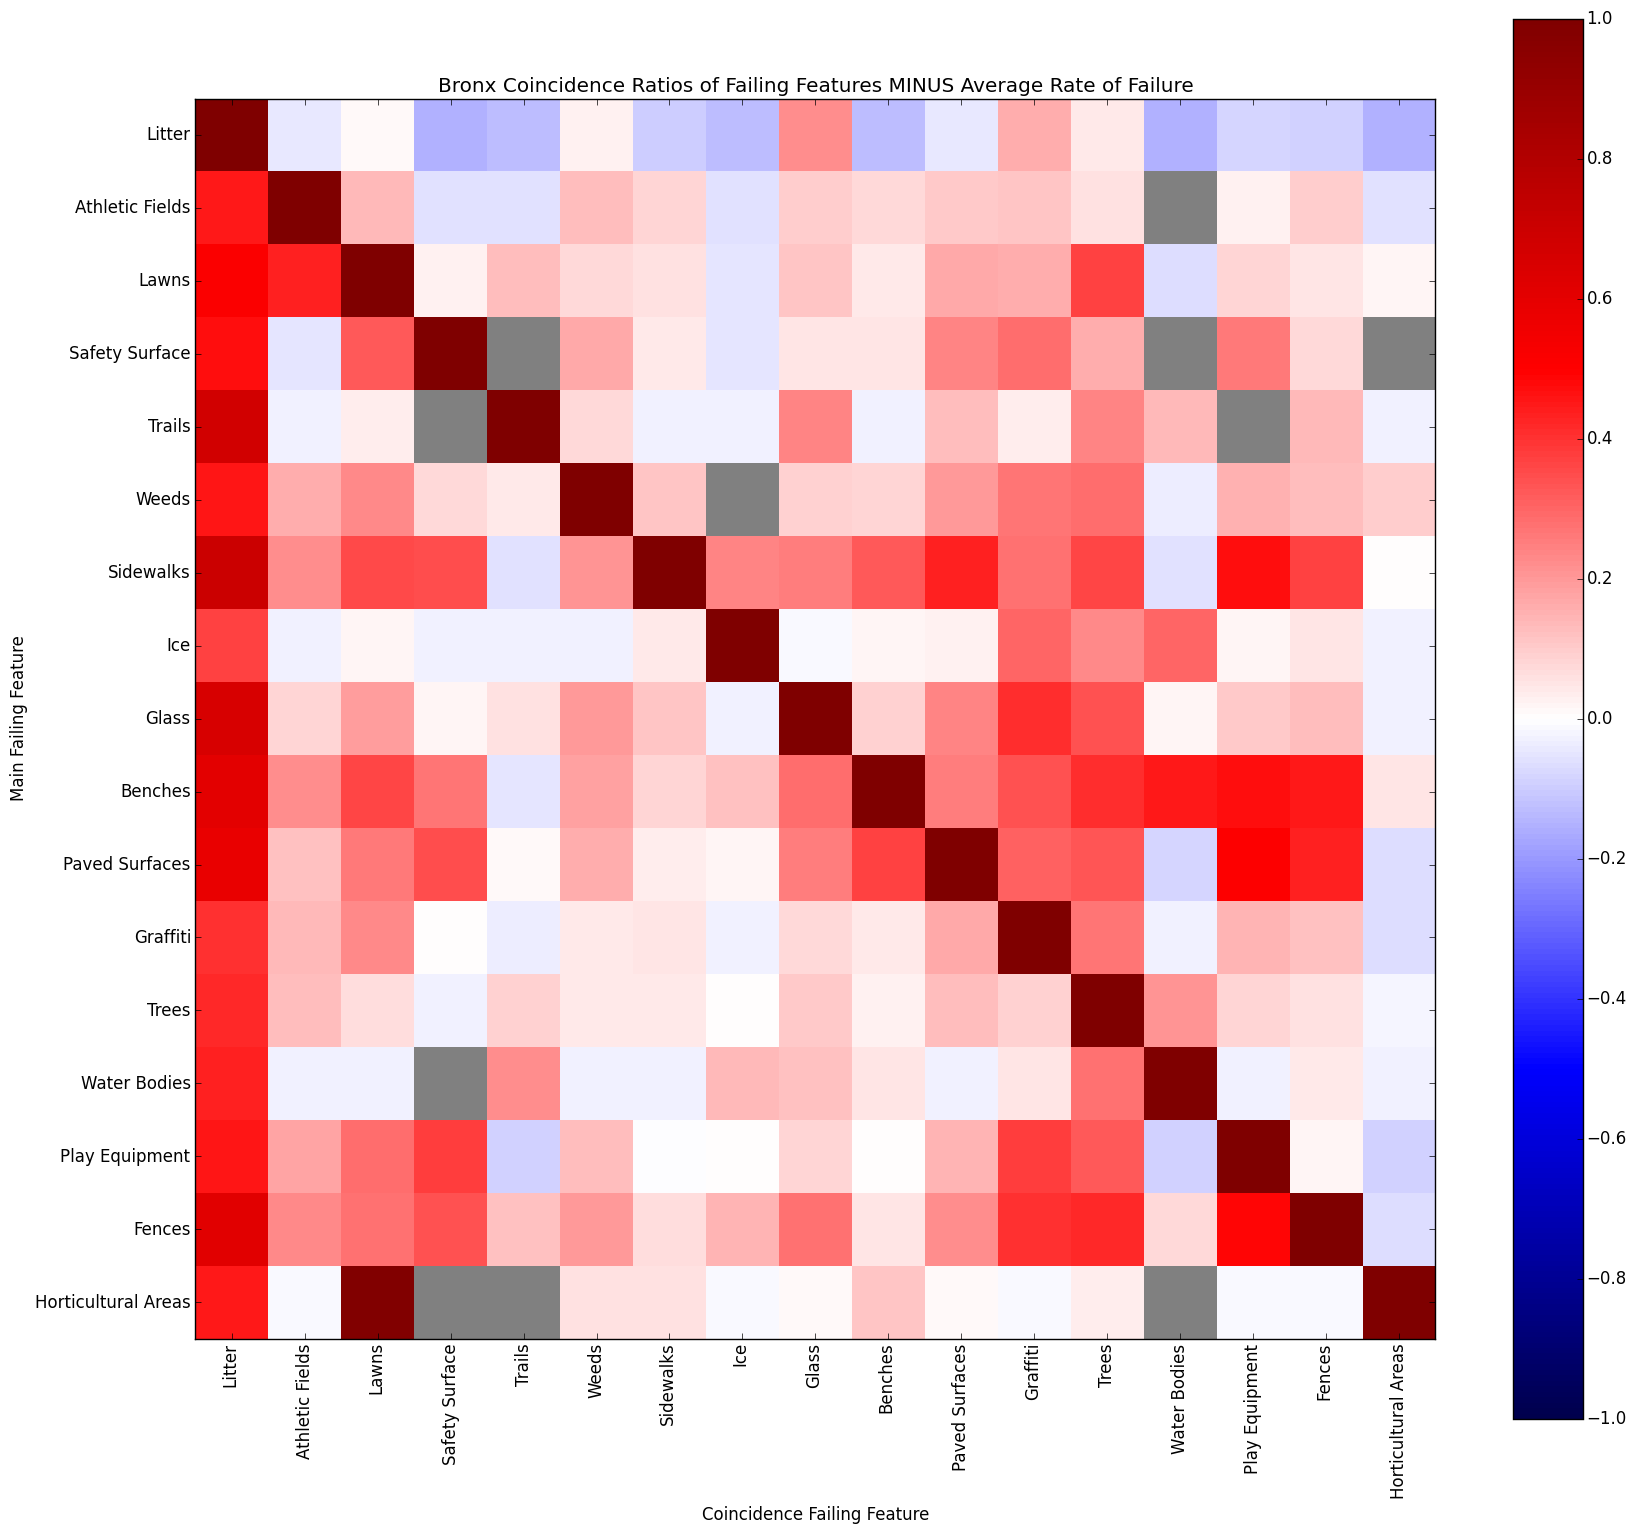 Bronx Coincidence Ratios of Failing Features MINUS Average Rate of Failure
Litter
Athletic Fields
Lawns
Safety Surface
Trails
Weeds
Sidewalks
Ice
Glass
Benches
Paved Surfaces
Graffiti
Trees
Water Bodies
Play Equipment
Fences
Horticultural Areas
Main Failing Feature
Litter
Athletic Fields
Lawns
Safety Surface
Trails
Weeds
Sidewalks
Ice
Glass
Benches
Paved Surfaces
Graffiti
Trees
Water Bodies
Play Equipment
Fences
Horticultural Areas
Coincidence Failing Feature
1.0
0.8
0.6
0.4
0.2
0.0
−0.2
−0.4
−0.6
−0.8
−1.0